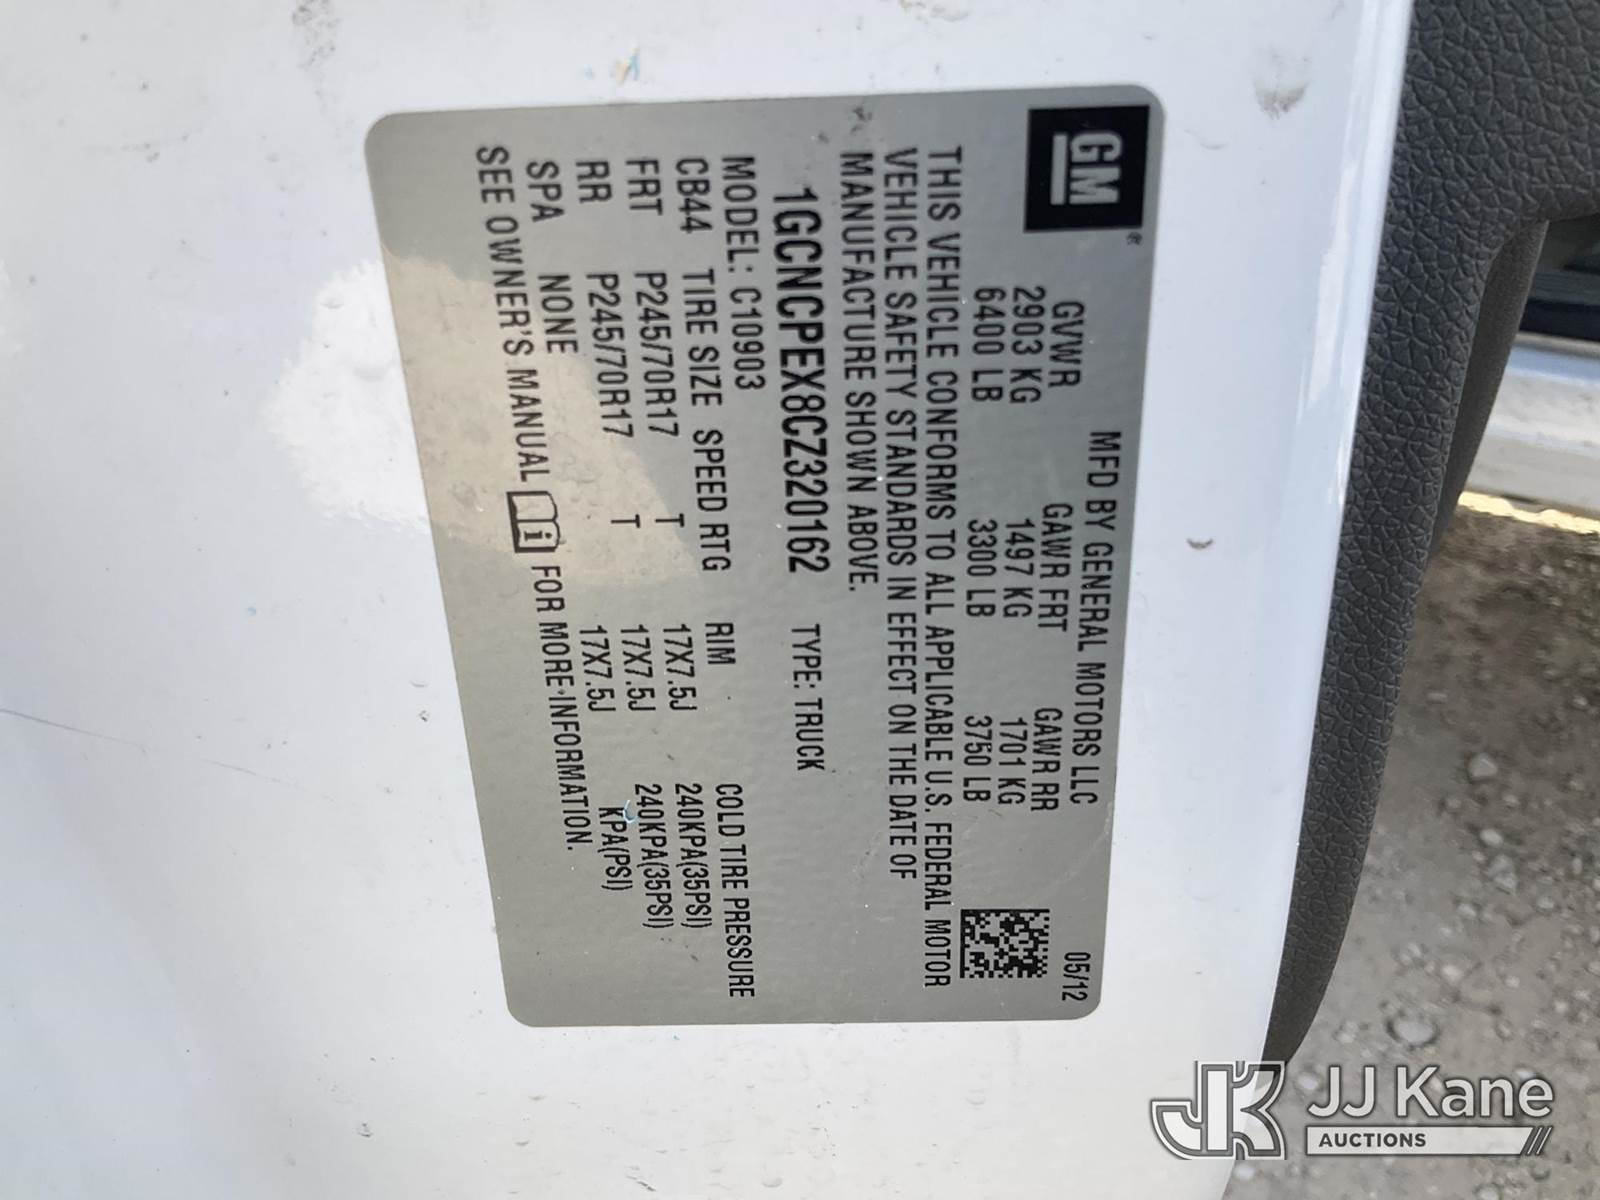 GM®
MFD BY GENERAL MOTORS LLC 05/12
GVWR GAWR FRT GAWR RR
2903 KG 1497 KG 1701 KG
6400 LB 3300 LB 3750 LB
THIS VEHICLE CONFORMS TO ALL APPLICABLE U.S. FEDERAL MOTOR
VEHICLE SAFETY STANDARDS IN EFFECT ON THE DATE OF
MANUFACTURE SHOWN ABOVE.
1GCNCPEX8CZ320162 TYPE: TRUCK
MODEL: C10903
CB44 TIRE SIZE SPEED RTG RIM COLD TIRE PRESSURE
FRT P245/70R17 T 17X7.5J 240KPA(35PSI)
RR P245/70R17 T 17X7.5J 240KPA(35PSI)
SPA NONE 17X7.5J KPA(PSI)
SEE OWNER'S MANUAL i FOR MORE INFORMATION.
JK JJ Kane
AUCTIONS